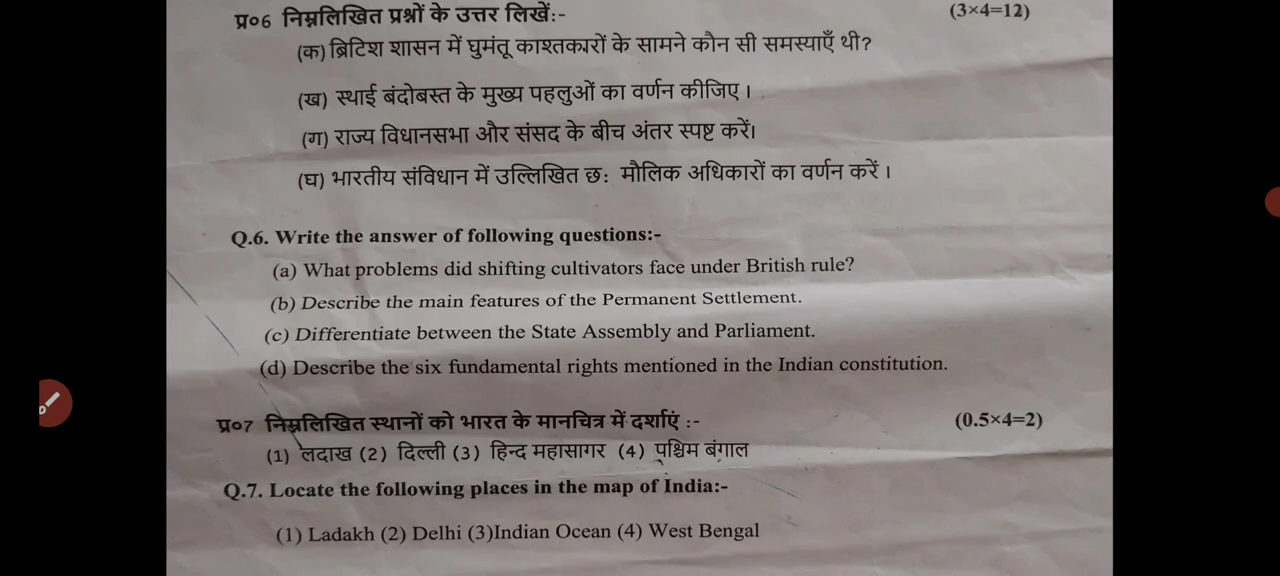 प्र०6 निम्नलिखित प्रश्नों के उत्तर लिखें:- (3×4=12)
(क) ब्रिटिश शासन में घुमंतू काश्तकारों के सामने कौन सी समस्याएँ थी?
(ख) स्थाई बंदोबस्त के मुख्य पहलुओं का वर्णन कीजिए ।
(ग) राज्य विधानसभा और संसद के बीच अंतर स्पष्ट करें।
(घ) भारतीय संविधान में उल्लिखित छः मौलिक अधिकारों का वर्णन करें ।
Q.6. Write the answer of following questions:-
(a) What problems did shifting cultivators face under British rule?
(b) Describe the main features of the Permanent Settlement.
(c) Differentiate between the State Assembly and Parliament.
(d) Describe the six fundamental rights mentioned in the Indian constitution.
प्र०7 निम्नलिखित स्थानों को भारत के मानचित्र में दर्शाएं :- (0.5×4=2)
(1) लदाख (2) दिल्ली (3) हिन्द महासागर (4) पश्चिम बंगाल
Q.7. Locate the following places in the map of India:-
(1) Ladakh (2) Delhi (3)Indian Ocean (4) West Bengal